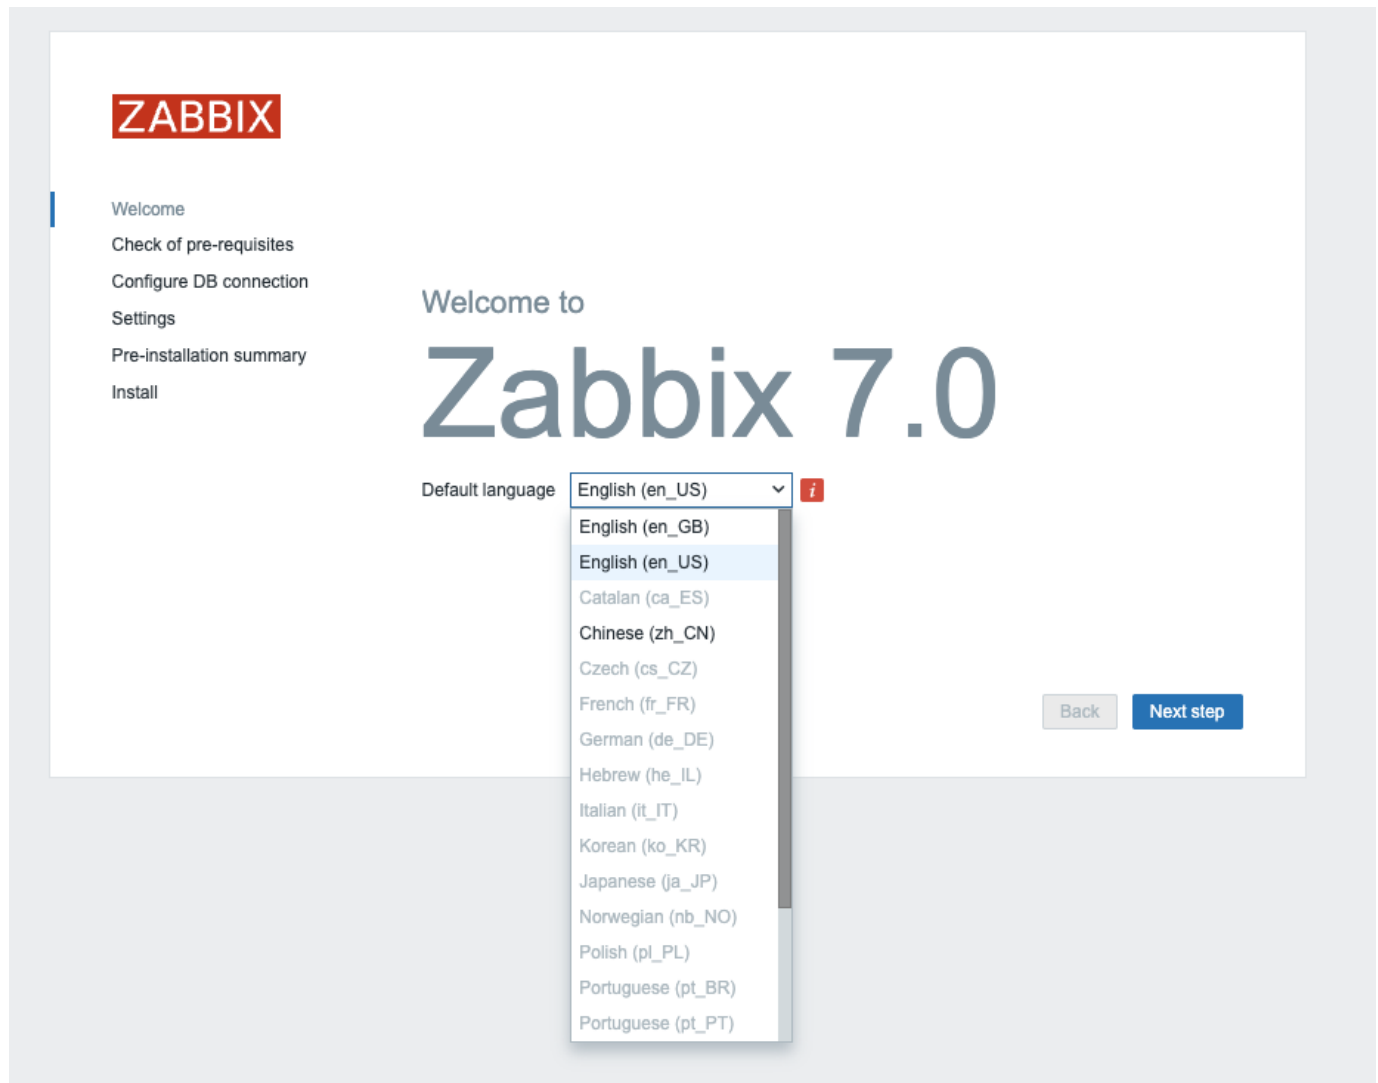 ZABBIX
Welcome
Check of pre-requisites
Configure DB connection
Settings
Pre-installation summary
Install
Welcome to
Zabbix 7.0
Default language
English (en_US)
i
English (en_GB)
English (en_US)
Catalan (ca_ES)
Chinese (zh_CN)
Czech (cs_CZ)
French (fr_FR)
German (de_DE)
Hebrew (he_IL)
Italian (it_IT)
Korean (ko_KR)
Japanese (ja_JP)
Norwegian (nb_NO)
Polish (pl_PL)
Portuguese (pt_BR)
Portuguese (pt_PT)
Back
Next step